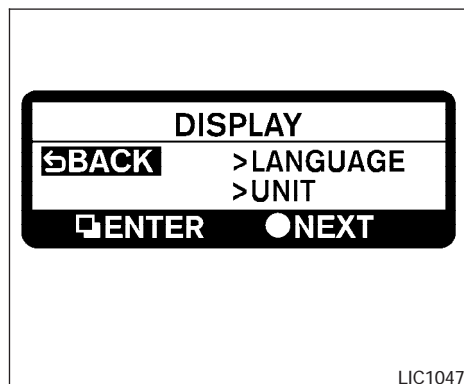 DISPLAY
BACK >LANGUAGE
>UNIT
ENTER NEXT
LIC1047